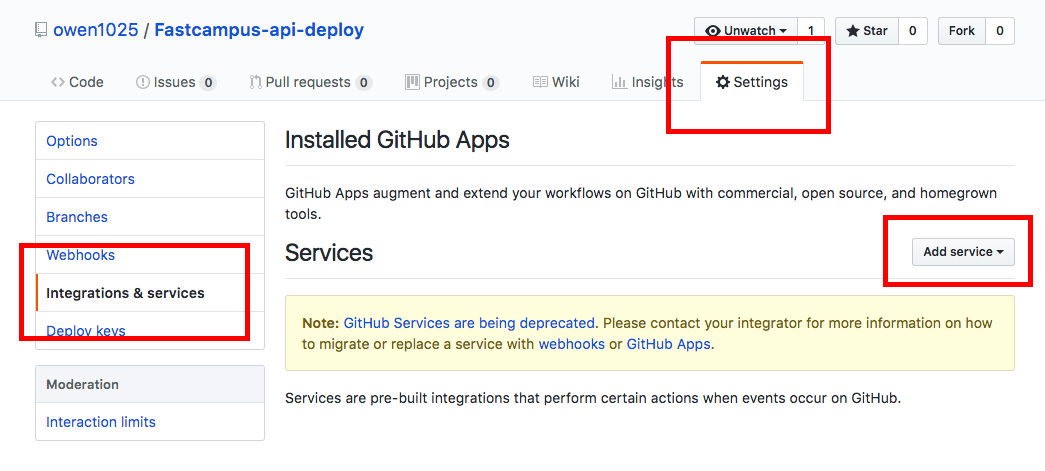 owen1025 / Fastcampus-api-deploy
Unwatch 1
Star 0
Fork 0
Code
Issues 0
Pull requests 0
Projects 0
Wiki
Insights
Settings
Options
Collaborators
Branches
Webhooks
Integrations & services
Deploy keys
Moderation
Interaction limits
Installed GitHub Apps
GitHub Apps augment and extend your workflows on GitHub with commercial, open source, and homegrown
tools.
Services
Add service
Note: GitHub Services are being deprecated. Please contact your integrator for more information on how
to migrate or replace a service with webhooks or GitHub Apps.
Services are pre-built integrations that perform certain actions when events occur on GitHub.